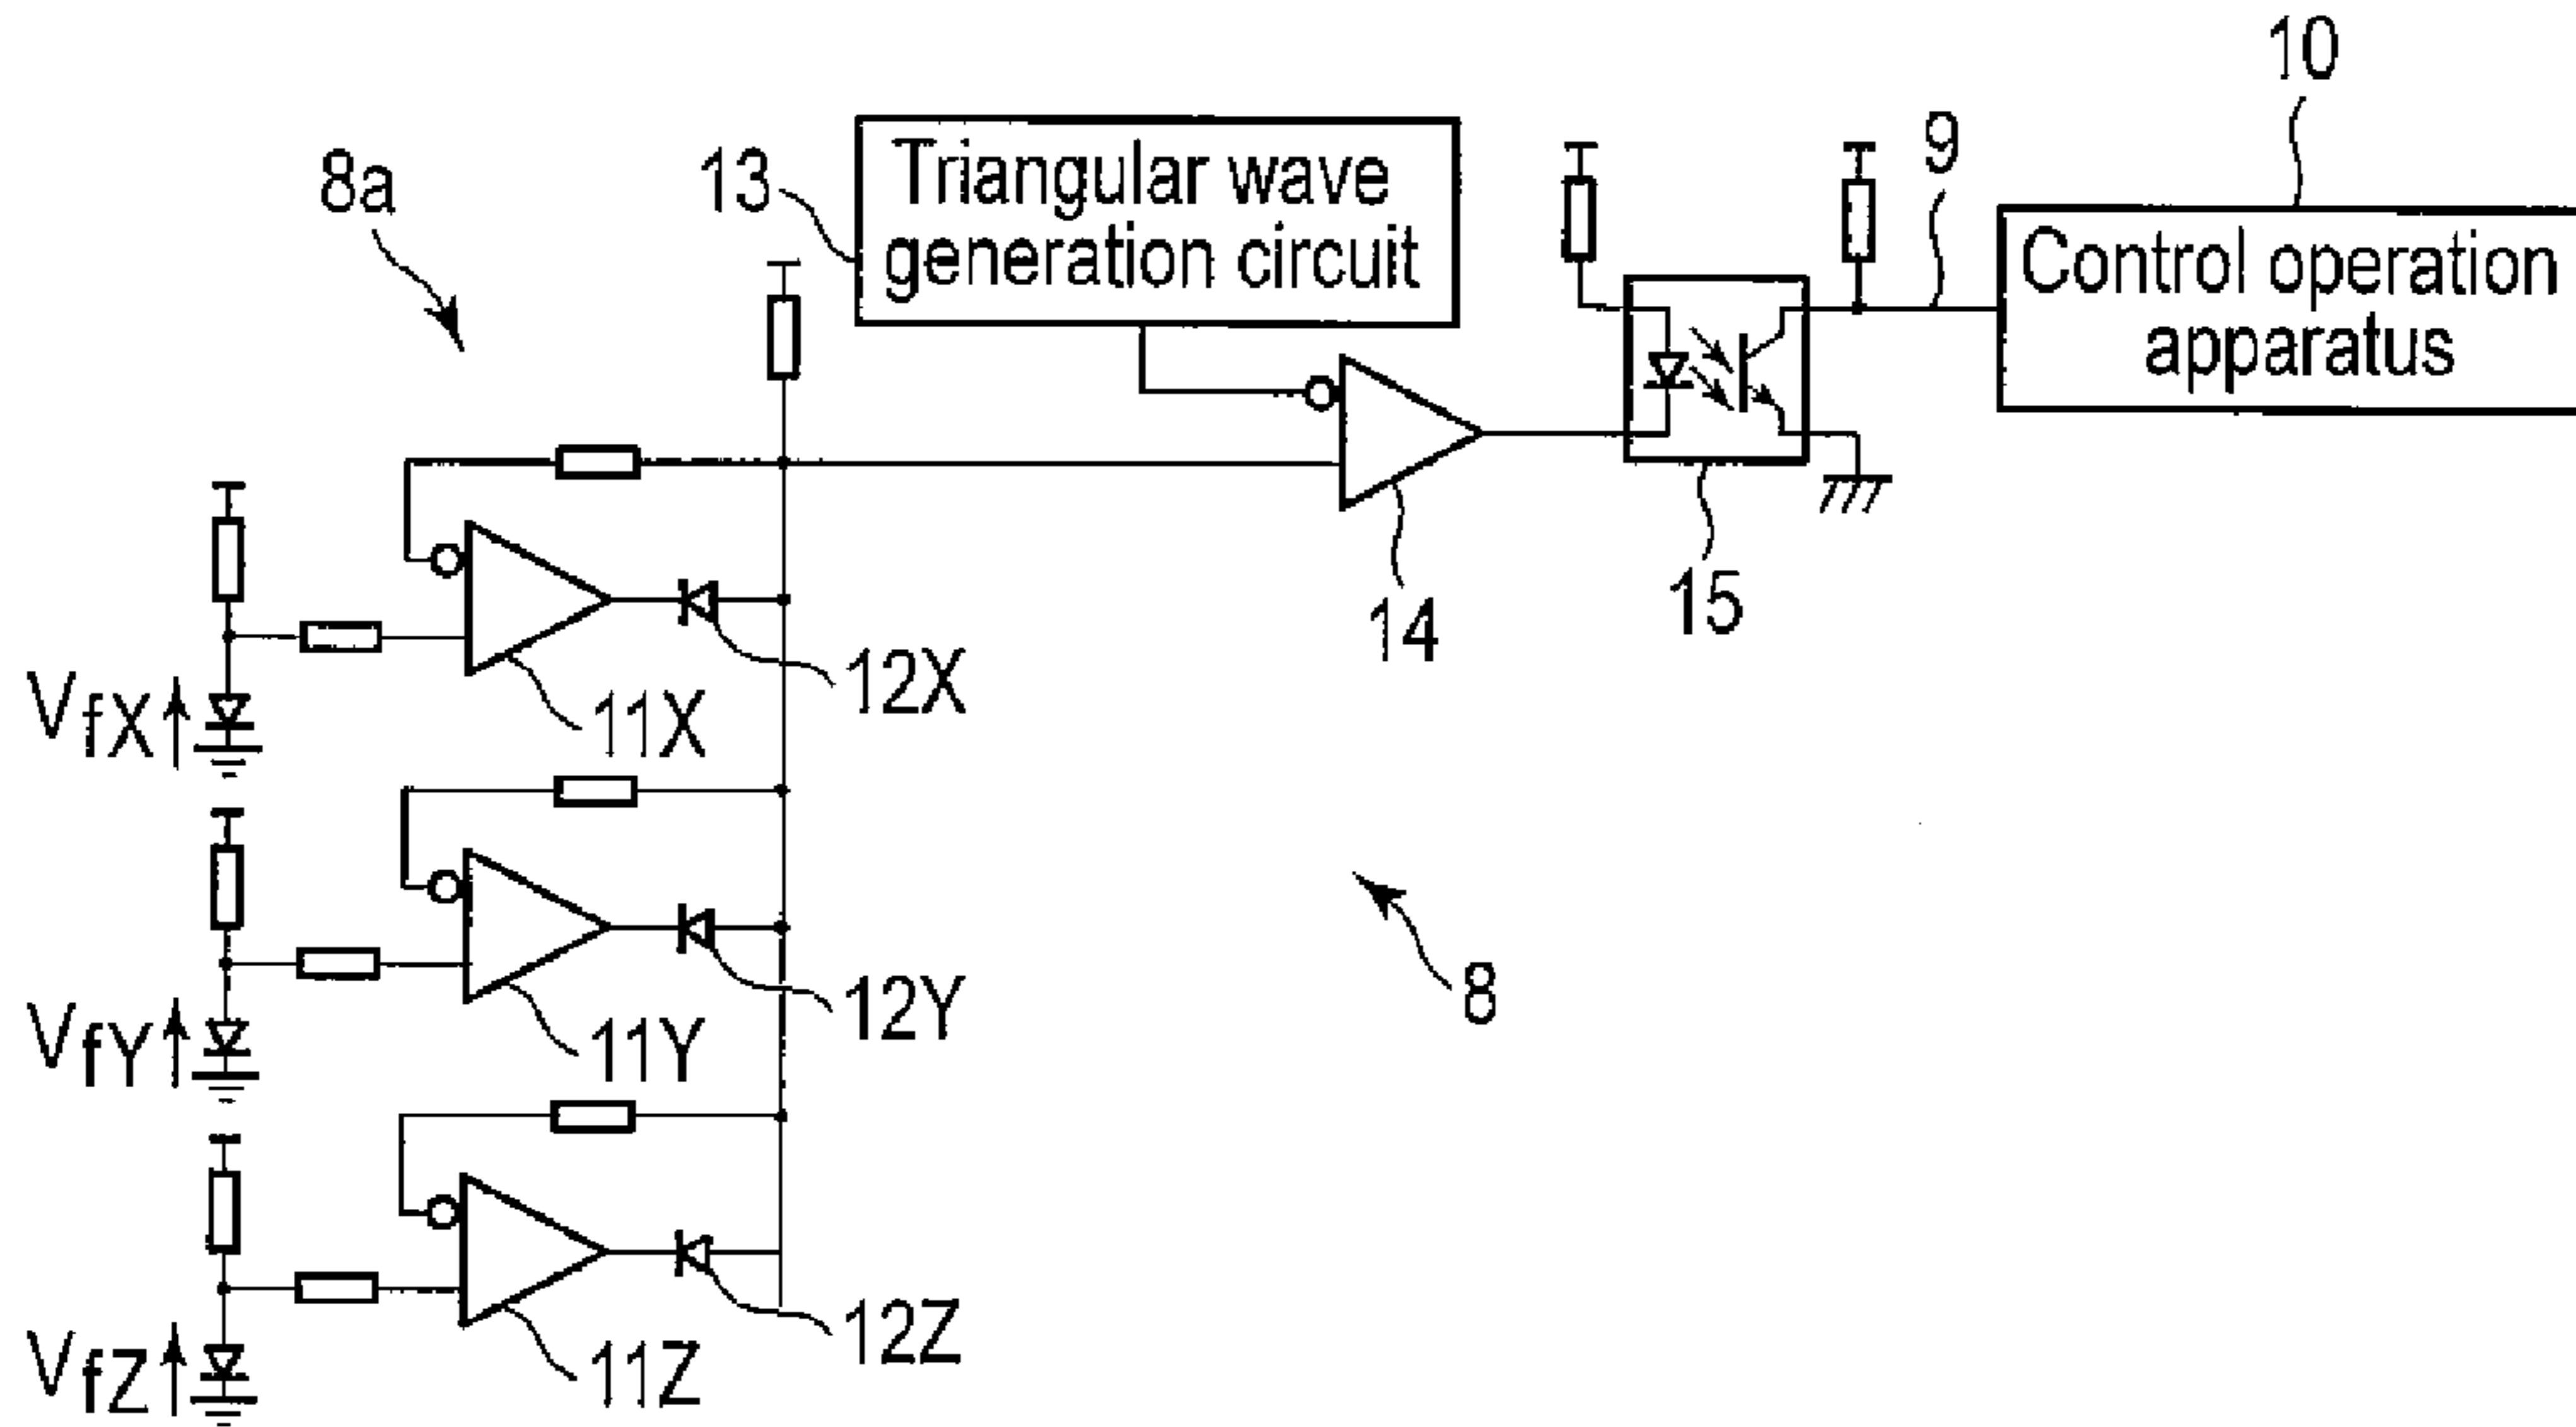 10
9
13
Triangular wave
generation circuit
8a
Control operation
apparatus
14
15
12X
VfX
11X
8
12Y
VfY
11Y
12Z
VfZ
11Z